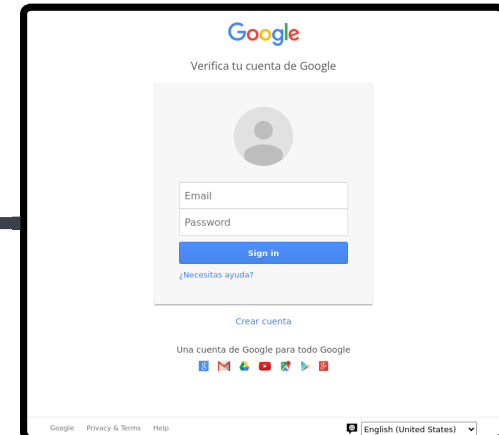 Google
Verifica tu cuenta de Google
Email
Password
Sign in
¿Necesitas ayuda?
Crear cuenta
Una cuenta de Google para todo Google
Google Privacy & Terms Help English (United States)